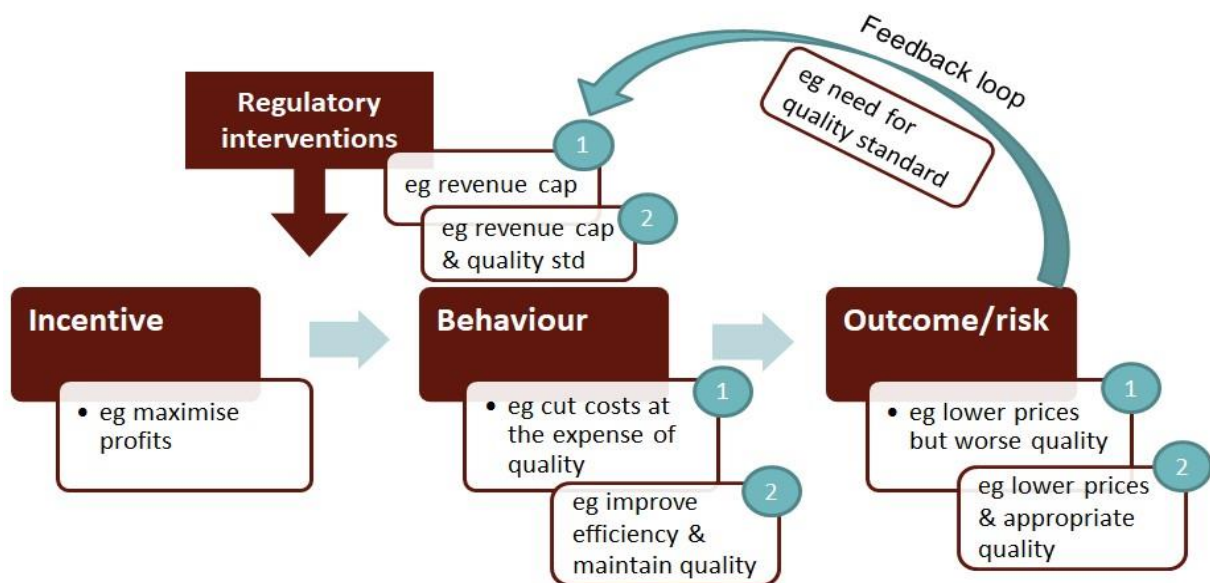 Feedback loop
eg need for
quality standard
Regulatory
interventions
1
eg revenue cap
2
eg revenue cap
& quality std
Incentive
• eg maximise
profits
Behaviour
1
• eg cut costs at
the expense of
quality
2
eg improve
efficiency &
maintain quality
Outcome/risk
1
• eg lower prices
but worse quality
2
eg lower prices
& appropriate
quality